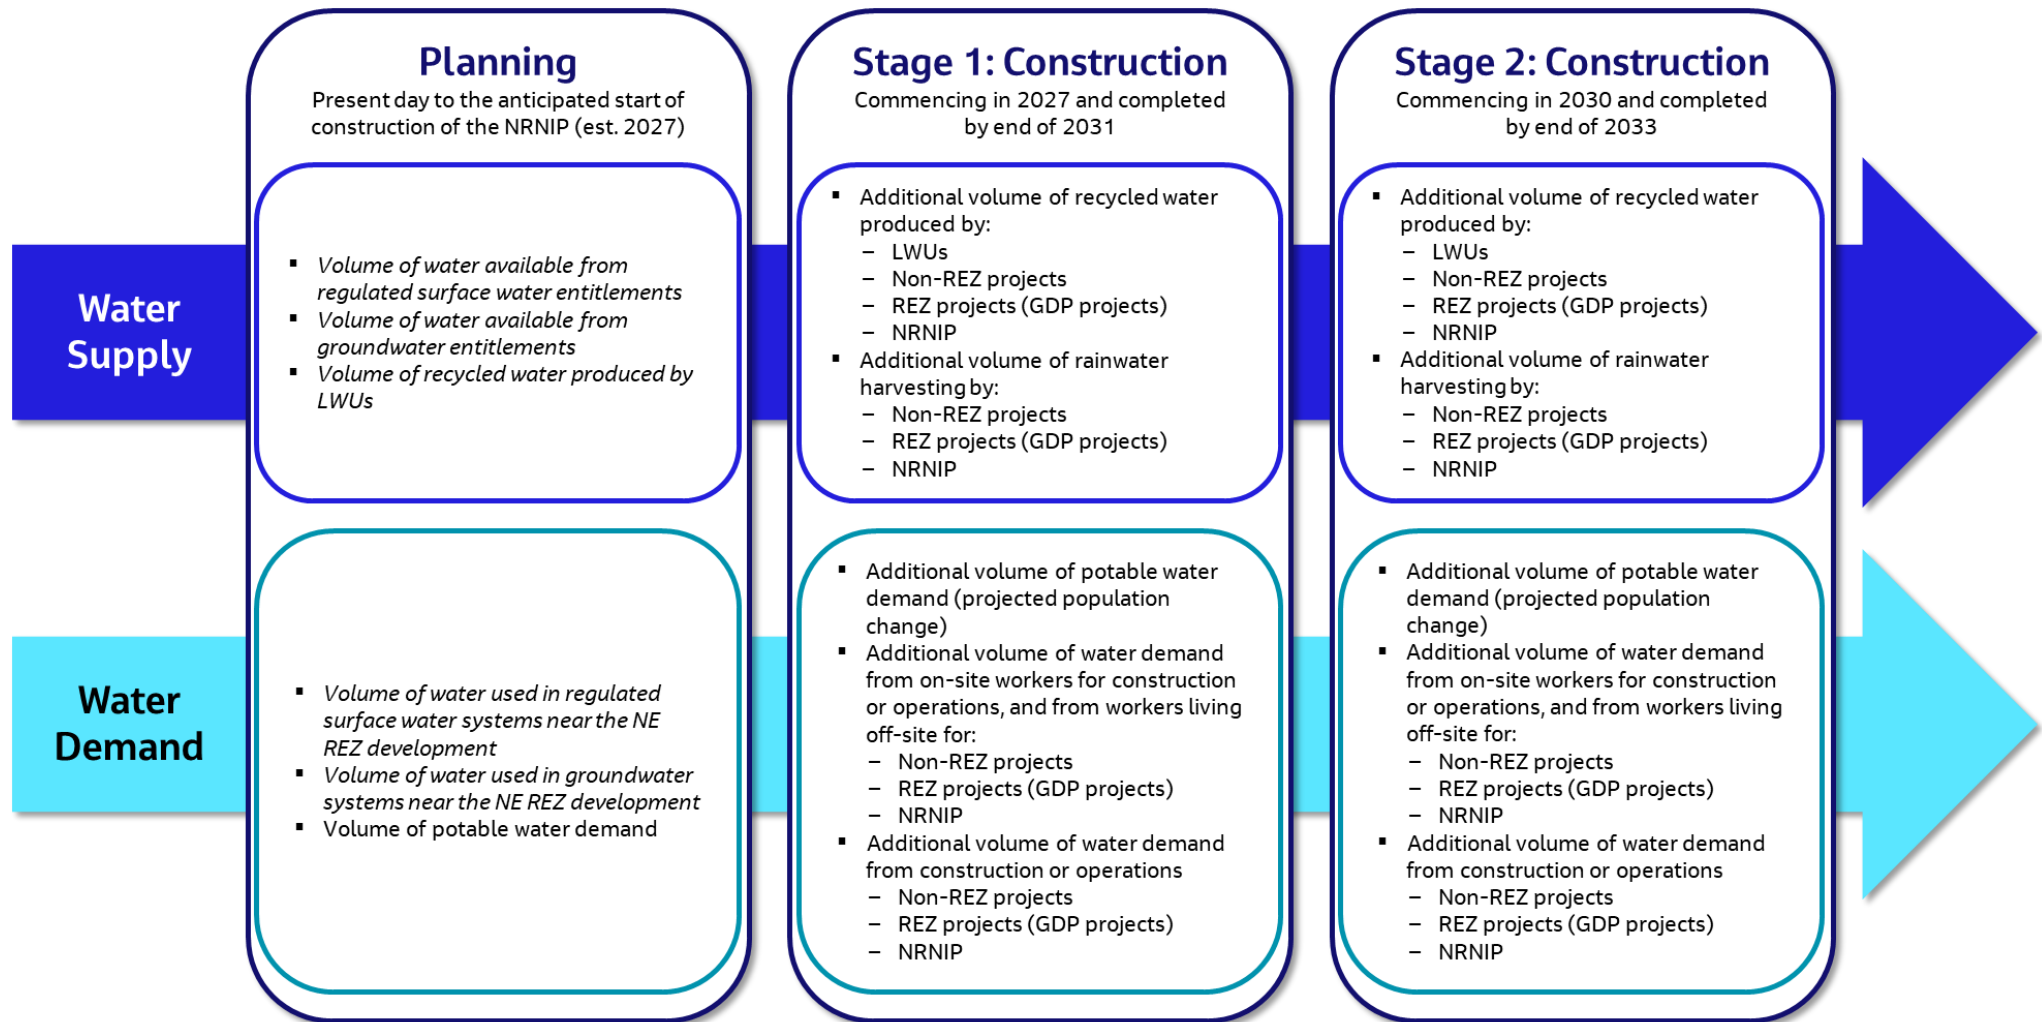 Planning
Present day to the anticipated start of
construction of the NRNIP (est. 2027)
Stage 1: Construction
Commencing in 2027 and completed
by end of 2031
Stage 2: Construction
Commencing in 2030 and completed
by end of 2033
Water
Supply
▪ Volume of water available from
regulated surface water entitlements
▪ Volume of water available from
groundwater entitlements
▪ Volume of recycled water produced by
LWUs
▪ Additional volume of recycled water
produced by:
– LWUs
– Non-REZ projects
– REZ projects (GDP projects)
– NRNIP
▪ Additional volume of rainwater
harvesting by:
– Non-REZ projects
– REZ projects (GDP projects)
– NRNIP
▪ Additional volume of recycled water
produced by:
– LWUs
– Non-REZ projects
– REZ projects (GDP projects)
– NRNIP
▪ Additional volume of rainwater
harvesting by:
– Non-REZ projects
– REZ projects (GDP projects)
– NRNIP
Water
Demand
▪ Volume of water used in regulated
surface water systems near the NE
REZ development
▪ Volume of water used in groundwater
systems near the NE REZ development
▪ Volume of potable water demand
▪ Additional volume of potable water
demand (projected population
change)
▪ Additional volume of water demand
from on-site workers for construction
or operations, and from workers living
off-site for:
– Non-REZ projects
– REZ projects (GDP projects)
– NRNIP
▪ Additional volume of water demand
from construction or operations
– Non-REZ projects
– REZ projects (GDP projects)
– NRNIP
▪ Additional volume of potable water
demand (projected population
change)
▪ Additional volume of water demand
from on-site workers for construction
or operations, and from workers living
off-site for:
– Non-REZ projects
– REZ projects (GDP projects)
– NRNIP
▪ Additional volume of water demand
from construction or operations
– Non-REZ projects
– REZ projects (GDP projects)
– NRNIP